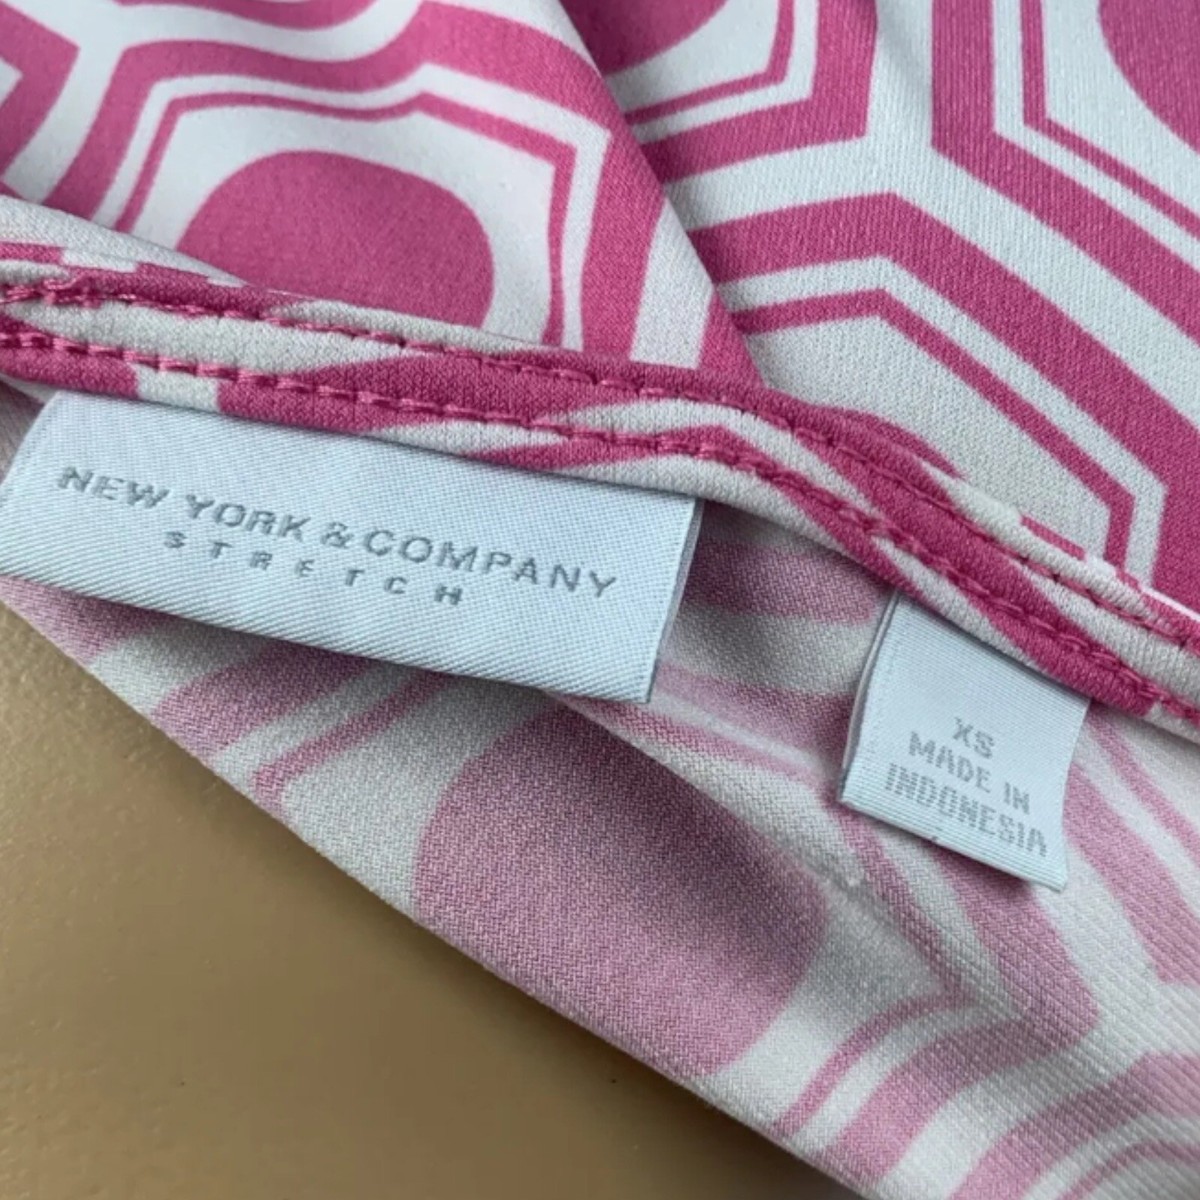 NEW YORK & COMPANY
STRETCH
XS
MADE IN
INDONESIA